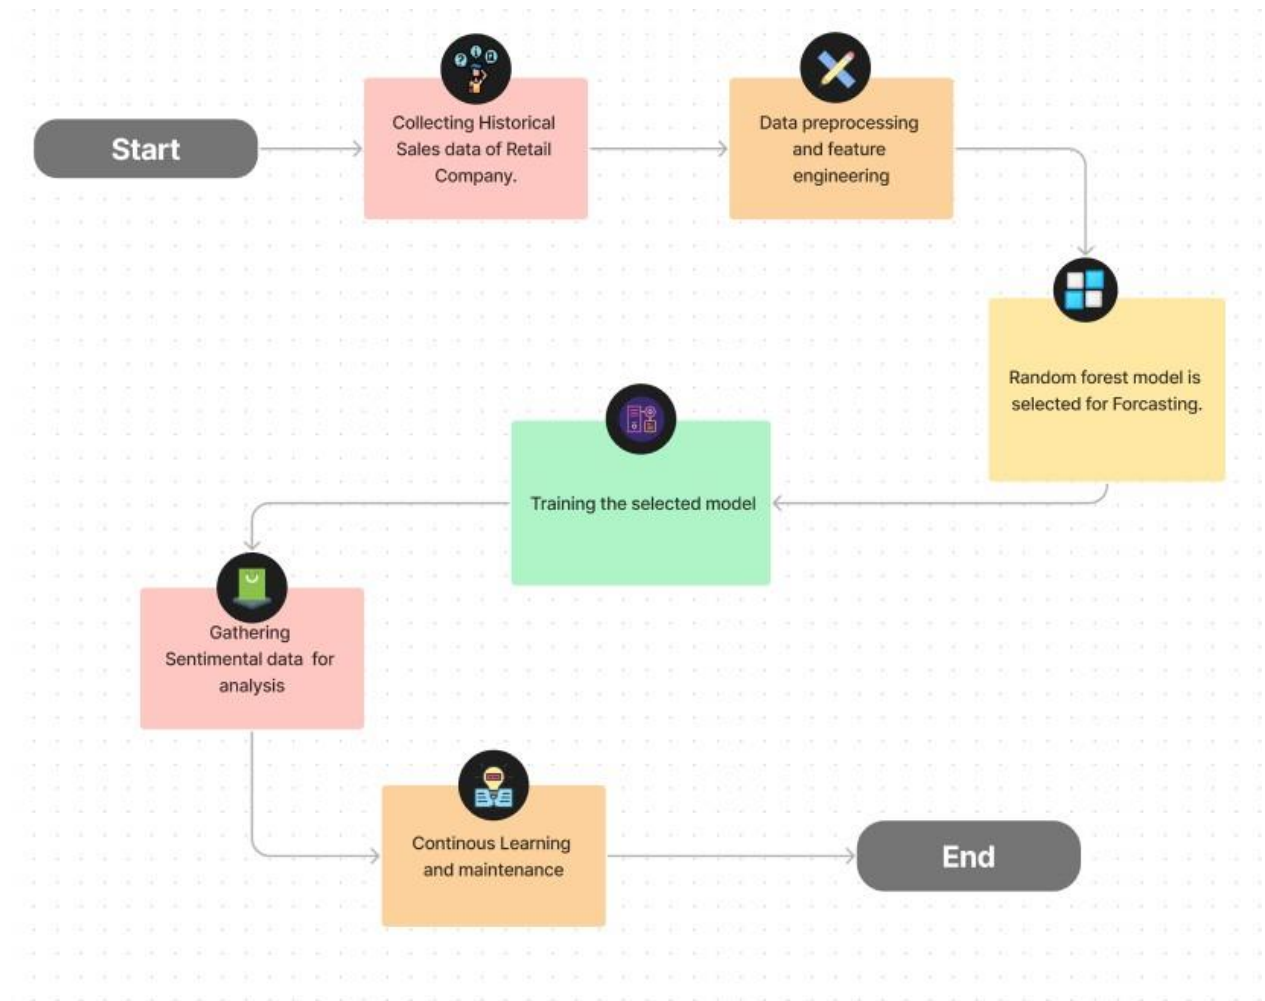 Start
Collecting Historical
Sales data of Retail
Company.
Data preprocessing
and feature
engineering
Random forest model is
selected for Forcasting.
Training the selected model
Gathering
Sentimental data for
analysis
Continous Learning
and maintenance
End